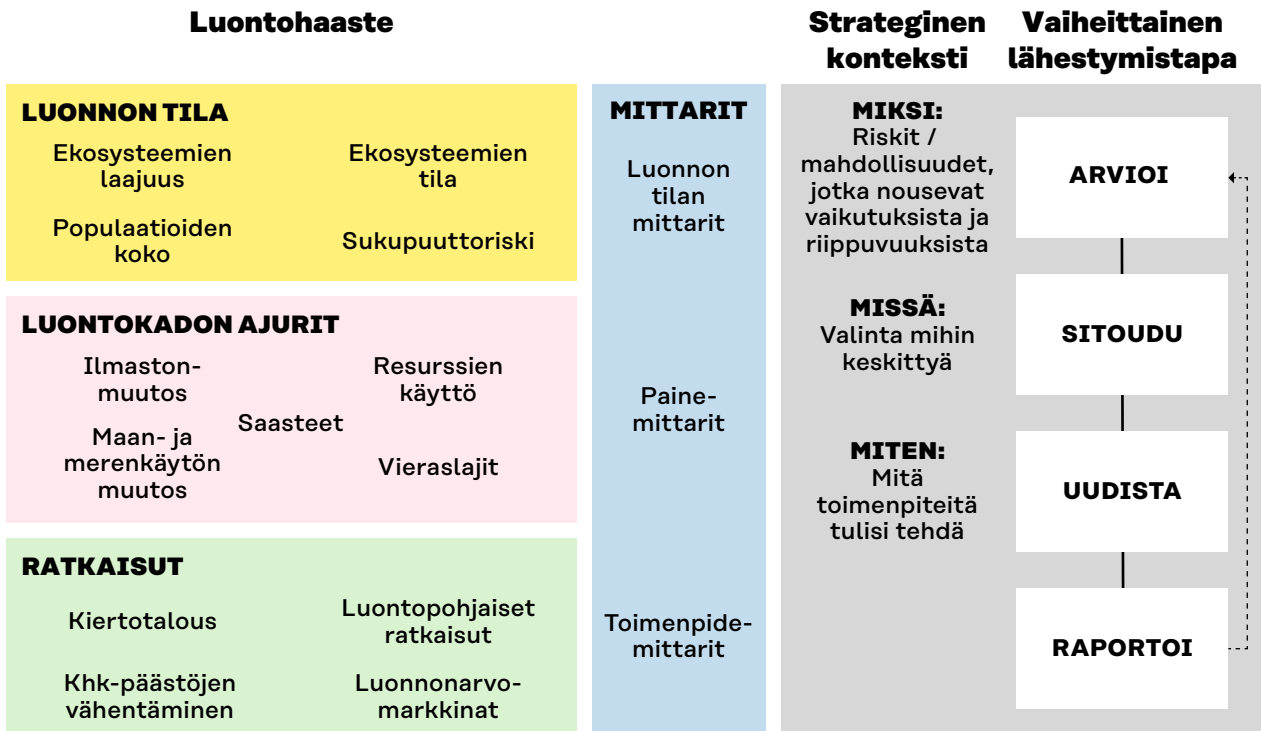 Luontohaaste
Strateginen
konteksti
Vaiheittainen
lähestymistapa
LUONNON TILA
Ekosysteemien
laajuus
Ekosysteemien
tila
Populaatioiden
koko
Sukupuuttoriski
LUONTOKADON AJURIT
Ilmaston-
muutos
Resurssien
käyttö
Saasteet
Maan- ja
merenkäytön
muutos
Vieraslajit
RATKAISUT
Kiertotalous
Luontopohjaiset
ratkaisut
Khk-päästöjen
vähentäminen
Luonnonarvo-
markkinat
MITTARIT
Luonnon
tilan
mittarit
Paine-
mittarit
Toimenpide-
mittarit
MIKSI:
Riskit /
mahdollisuudet,
jotka nousevat
vaikutuksista ja
riippuvuuksista
MISSÄ:
Valinta mihin
keskittyä
MITEN:
Mitä
toimenpiteitä
tulisi tehdä
ARVIOI
SITOUDU
UUDISTA
RAPORTOI